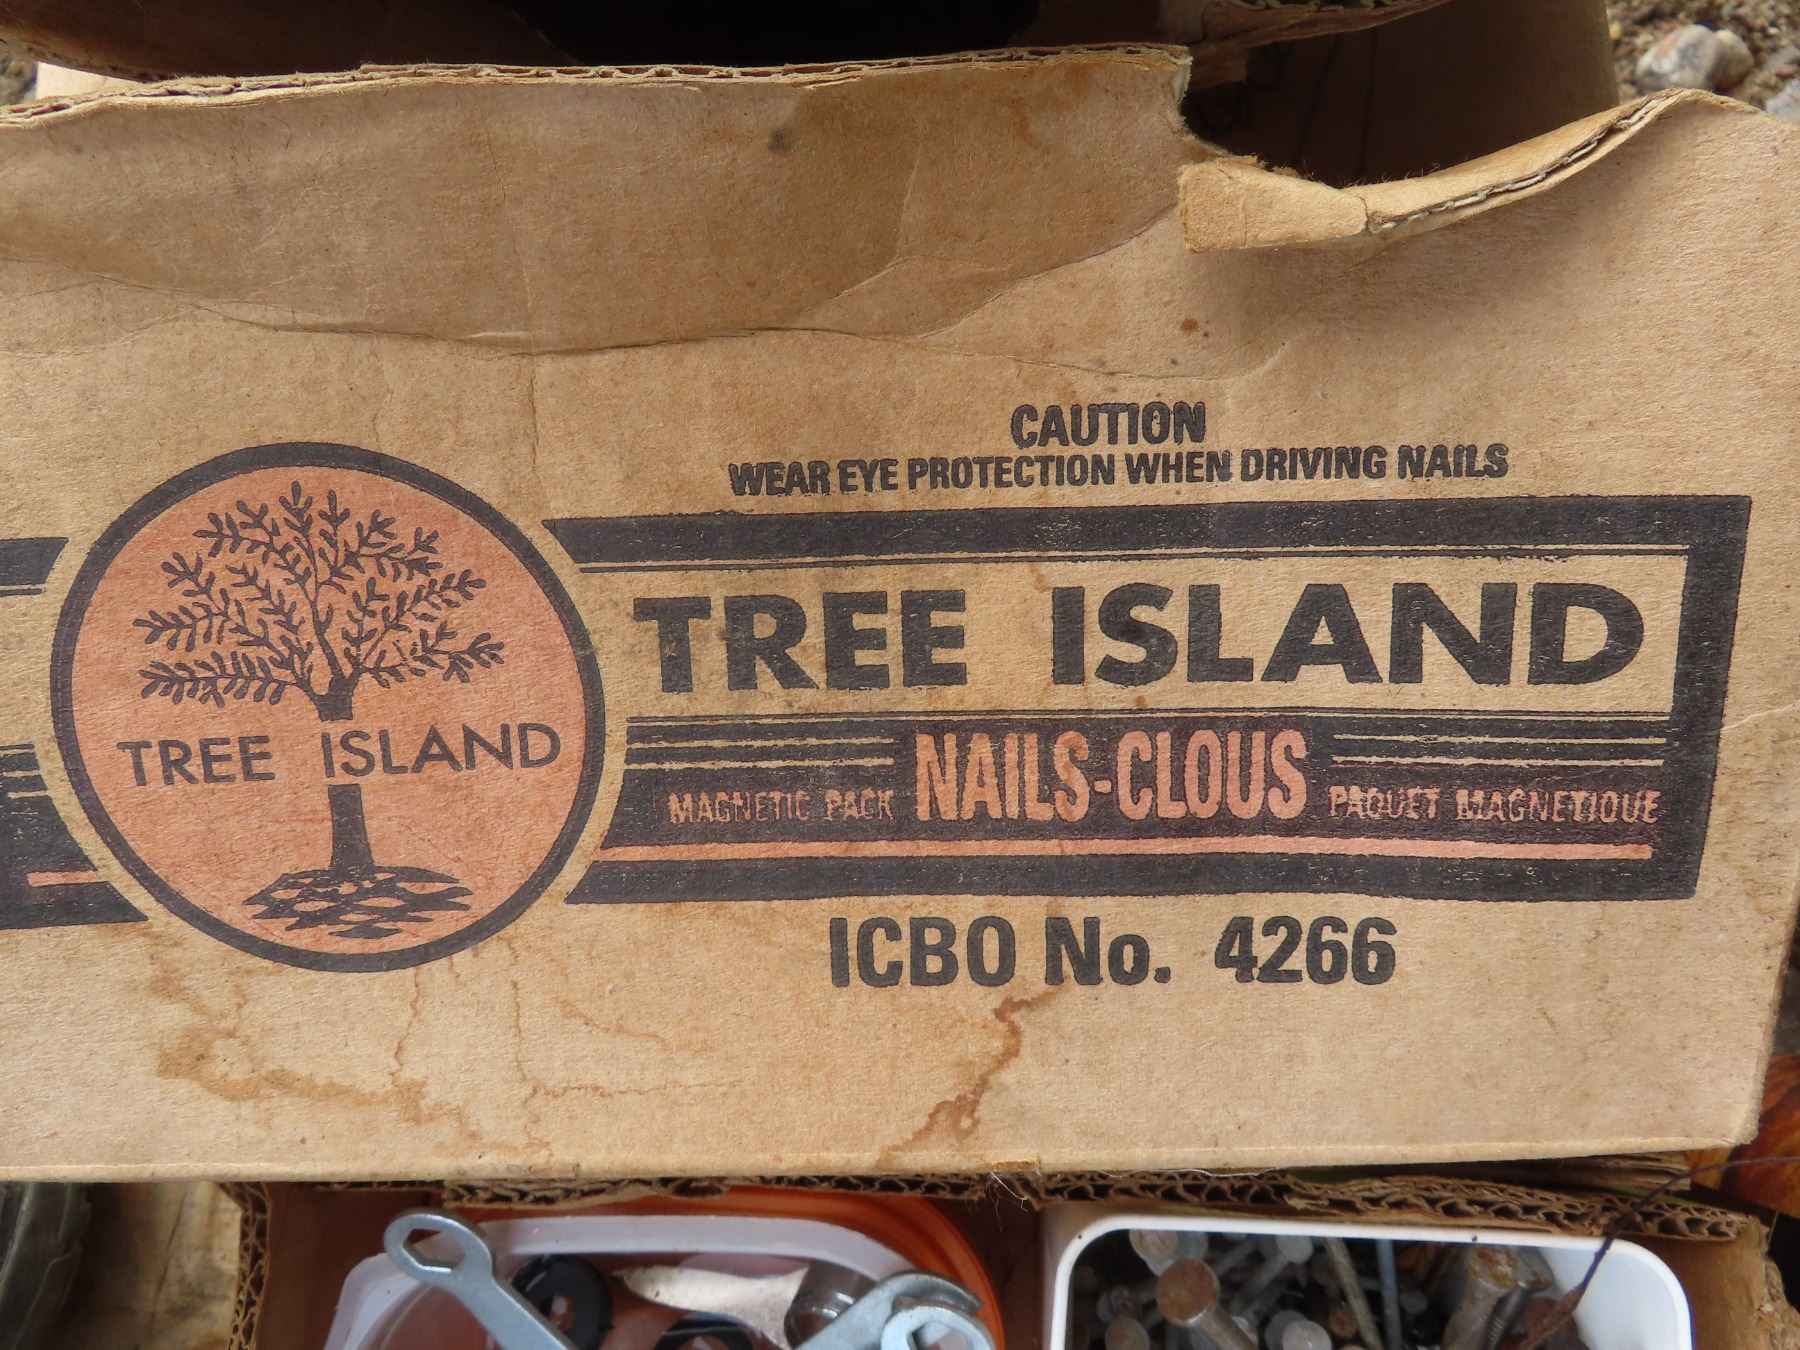 CAUTION
WEAR EYE PROTECTION WHEN DRIVING NAILS
TREE ISLAND
TREE ISLAND
NAILS-CLOUS
MAGNETIC PACK
PAQUET MAGNETIQUE
ICBO No. 4266